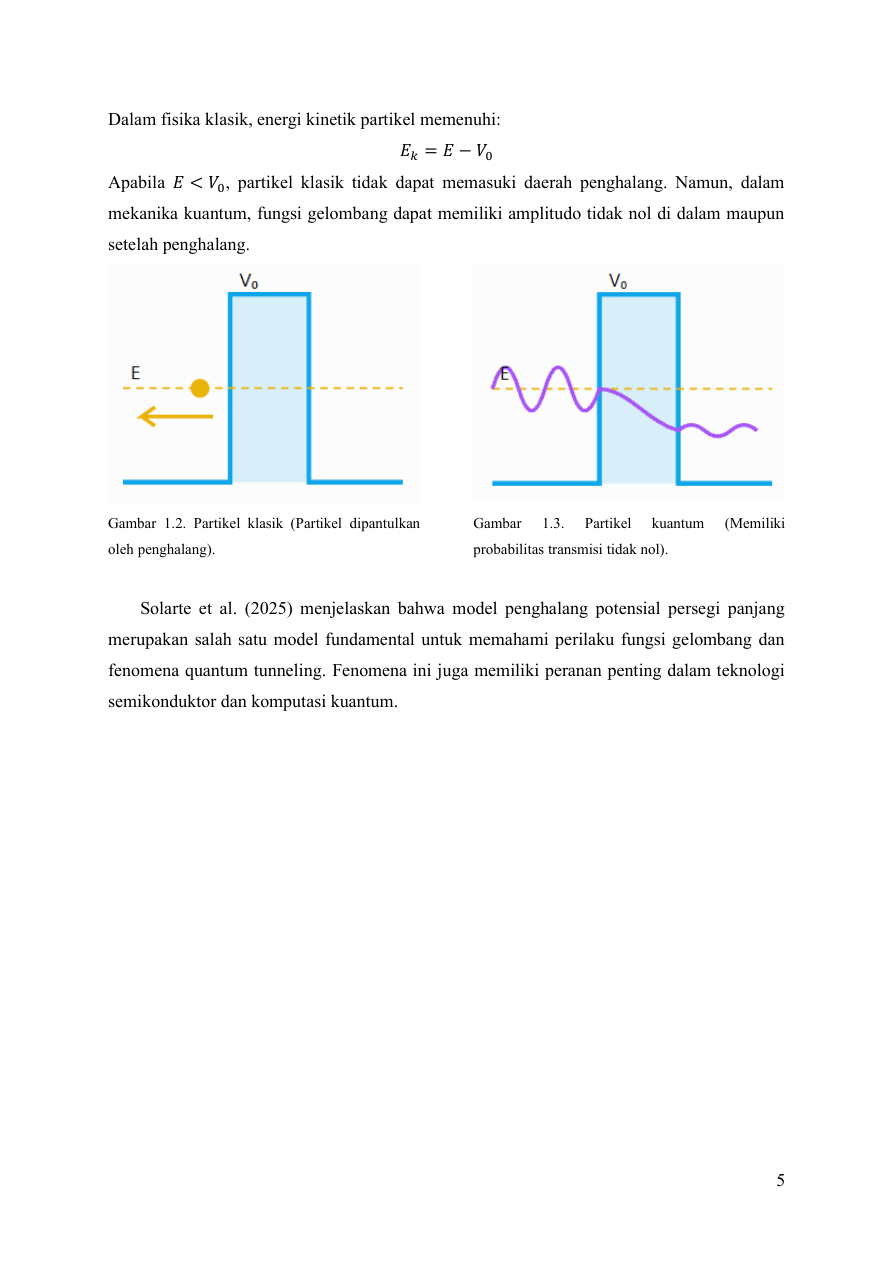 Dalam fisika klasik, energi kinetik partikel memenuhi:
E_k = E − V_0
Apabila E < V_0, partikel klasik tidak dapat memasuki daerah penghalang. Namun, dalam
mekanika kuantum, fungsi gelombang dapat memiliki amplitudo tidak nol di dalam maupun
setelah penghalang.
V₀
E
V₀
E
Gambar 1.2. Partikel klasik (Partikel dipantulkan
oleh penghalang).
Gambar 1.3. Partikel kuantum (Memiliki
probabilitas transmisi tidak nol).
Solarte et al. (2025) menjelaskan bahwa model penghalang potensial persegi panjang
merupakan salah satu model fundamental untuk memahami perilaku fungsi gelombang dan
fenomena quantum tunneling. Fenomena ini juga memiliki peranan penting dalam teknologi
semikonduktor dan komputasi kuantum.
5